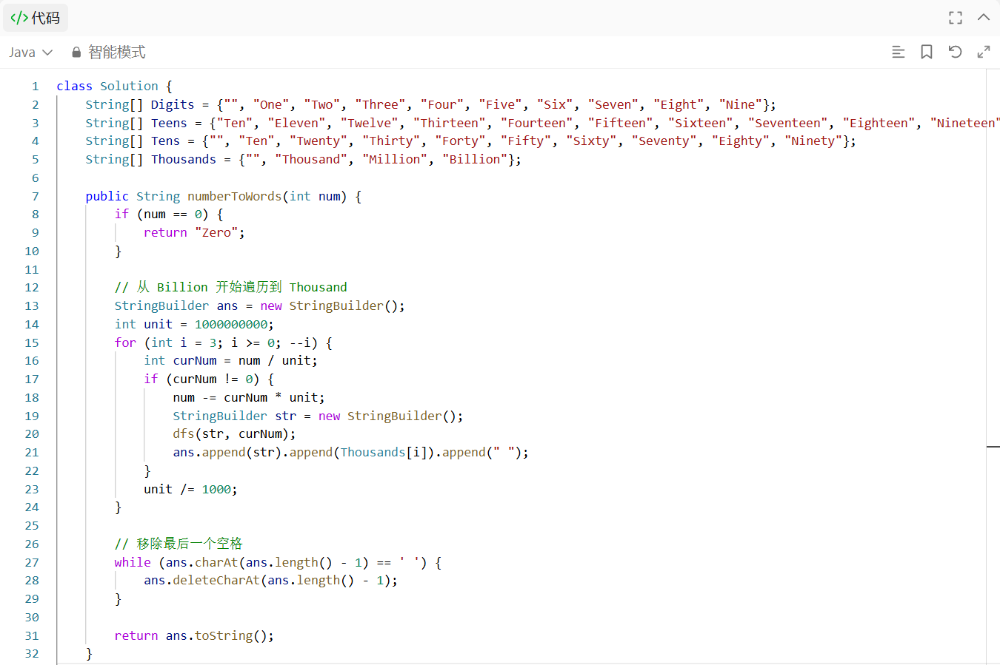 </> 代码
Java 智能模式
1 class Solution {
2 String[] Digits = {"", "One", "Two", "Three", "Four", "Five", "Six", "Seven", "Eight", "Nine"};
3 String[] Teens = {"Ten", "Eleven", "Twelve", "Thirteen", "Fourteen", "Fifteen", "Sixteen", "Seventeen", "Eighteen", "Nineteen"
4 String[] Tens = {"", "Ten", "Twenty", "Thirty", "Forty", "Fifty", "Sixty", "Seventy", "Eighty", "Ninety"};
5 String[] Thousands = {"", "Thousand", "Million", "Billion"};
6
7 public String numberToWords(int num) {
8 if (num == 0) {
9 return "Zero";
10 }
11
12 // 从 Billion 开始遍历到 Thousand
13 StringBuilder ans = new StringBuilder();
14 int unit = 1000000000;
15 for (int i = 3; i >= 0; --i) {
16 int curNum = num / unit;
17 if (curNum != 0) {
18 num -= curNum * unit;
19 StringBuilder str = new StringBuilder();
20 dfs(str, curNum);
21 ans.append(str).append(Thousands[i]).append(" ");
22 }
23 unit /= 1000;
24 }
25
26 // 移除最后一个空格
27 while (ans.charAt(ans.length() - 1) == ' ') {
28 ans.deleteCharAt(ans.length() - 1);
29 }
30
31 return ans.toString();
32 }